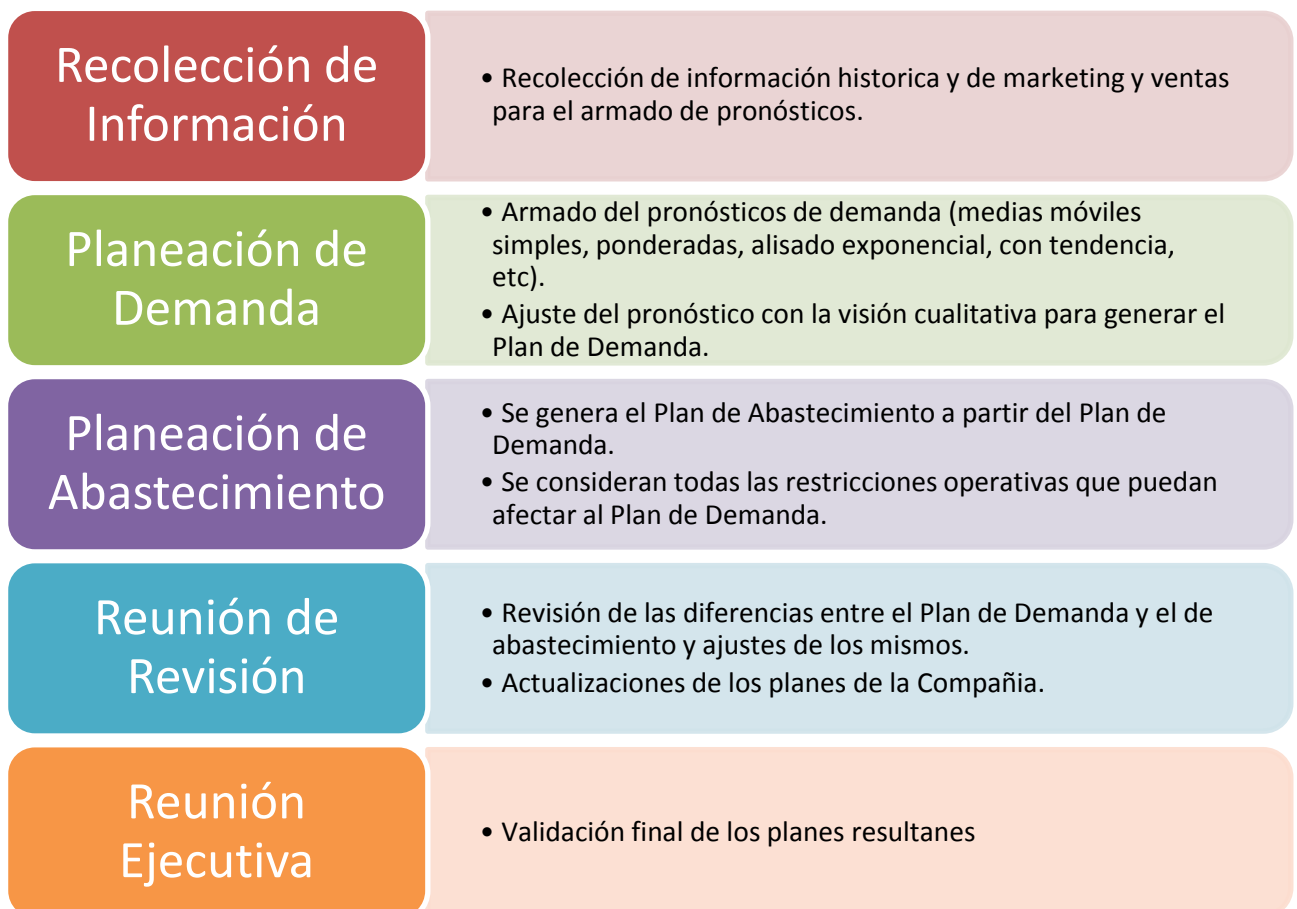 Recolección de
Información
• Recolección de información historica y de marketing y ventas
para el armado de pronósticos.
Planeación de
Demanda
• Armado del pronósticos de demanda (medias móviles
simples, ponderadas, alisado exponencial, con tendencia,
etc).
• Ajuste del pronóstico con la visión cualitativa para generar el
Plan de Demanda.
Planeación de
Abastecimiento
• Se genera el Plan de Abastecimiento a partir del Plan de
Demanda.
• Se consideran todas las restricciones operativas que puedan
afectar al Plan de Demanda.
Reunión de
Revisión
• Revisión de las diferencias entre el Plan de Demanda y el de
abastecimiento y ajustes de los mismos.
• Actualizaciones de los planes de la Compañia.
Reunión
Ejecutiva
• Validación final de los planes resultanes